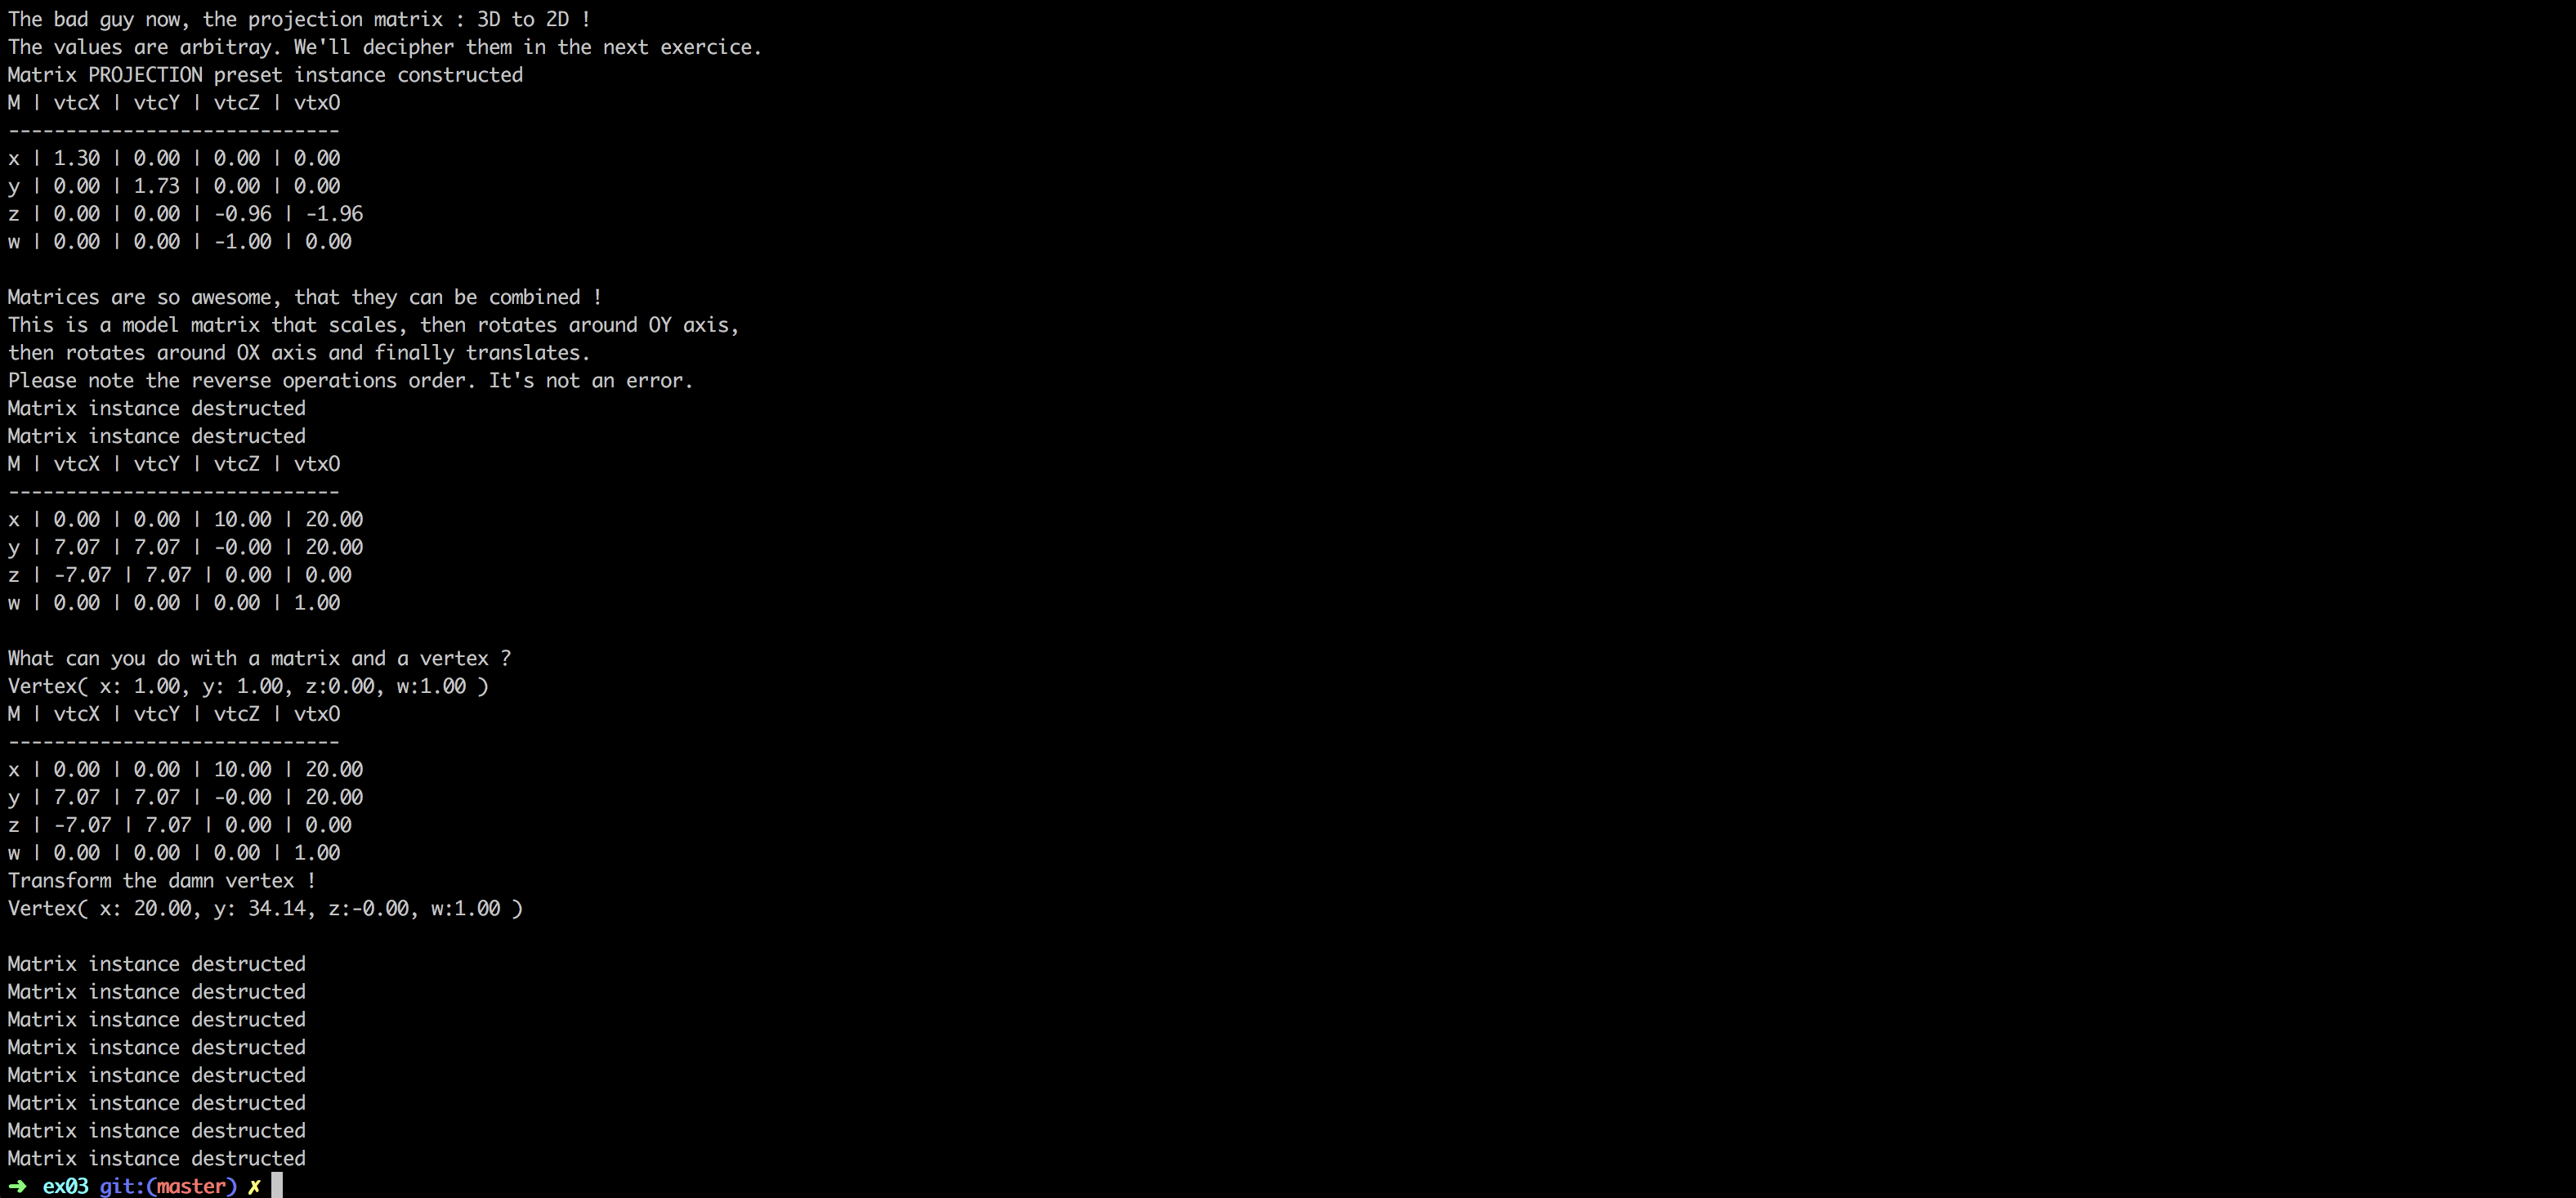 The bad guy now, the projection matrix : 3D to 2D !
The values are arbitray. We'll decipher them in the next exercice.
Matrix PROJECTION preset instance constructed
M | vtcX | vtcY | vtcZ | vtxO
-----------------------------
x | 1.30 | 0.00 | 0.00 | 0.00
y | 0.00 | 1.73 | 0.00 | 0.00
z | 0.00 | 0.00 | -0.96 | -1.96
w | 0.00 | 0.00 | -1.00 | 0.00

Matrices are so awesome, that they can be combined !
This is a model matrix that scales, then rotates around OY axis,
then rotates around OX axis and finally translates.
Please note the reverse operations order. It's not an error.
Matrix instance destructed
Matrix instance destructed
M | vtcX | vtcY | vtcZ | vtxO
-----------------------------
x | 0.00 | 0.00 | 10.00 | 20.00
y | 7.07 | 7.07 | -0.00 | 20.00
z | -7.07 | 7.07 | 0.00 | 0.00
w | 0.00 | 0.00 | 0.00 | 1.00

What can you do with a matrix and a vertex ?
Vertex( x: 1.00, y: 1.00, z:0.00, w:1.00 )
M | vtcX | vtcY | vtcZ | vtxO
-----------------------------
x | 0.00 | 0.00 | 10.00 | 20.00
y | 7.07 | 7.07 | -0.00 | 20.00
z | -7.07 | 7.07 | 0.00 | 0.00
w | 0.00 | 0.00 | 0.00 | 1.00
Transform the damn vertex !
Vertex( x: 20.00, y: 34.14, z:-0.00, w:1.00 )

Matrix instance destructed
Matrix instance destructed
Matrix instance destructed
Matrix instance destructed
Matrix instance destructed
Matrix instance destructed
Matrix instance destructed
Matrix instance destructed
➜ ex03 git:(master) ✗